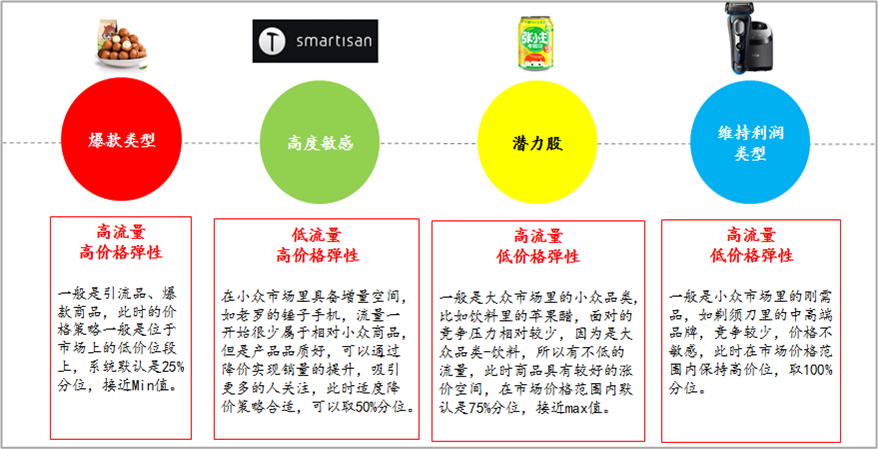 smartisan
张小主
爆款类型
高度敏感
潜力股
维持利润
类型
高流量
高价格弹性
一般是引流品、爆
款商品，此时的价
格策略一般是位于
市场上的低价位段
上，系统默认是25%
分位，接近Min值。
低流量
高价格弹性
在小众市场里具备增量空间，
如老罗的锤子手机，流量一
开始很少属于相对小众商品，
但是产品品质好，可以通过
降价实现销量的提升，吸引
更多的人关注，此时适度降
价策略合适，可以取50%分位。
高流量
低价格弹性
一般是大众市场里的小众品类，
比如饮料里的苹果醋，面对的
竞争压力相对较少，因为是大
众品类-饮料，所以有不低的
流量，此时商品具有较好的涨
价空间，在市场价格范围内默
认是75%分位，接近max值。
高流量
低价格弹性
一般是小众市场里的刚需
品，如剃须刀里的中高端
品牌，竞争较少，价格不
敏感，此时在市场价格范
围内保持高价位，取100%
分位。